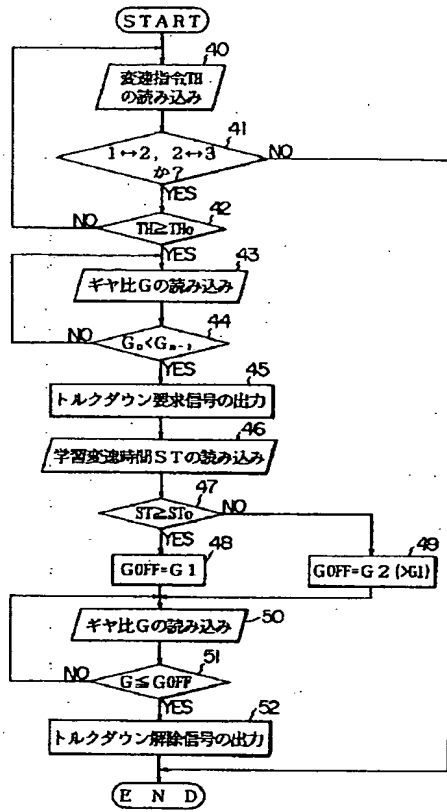 START
40
変速指令TH
の読み込み
41
1↔2, 2↔3
か?
NO
YES
42
NO
TH≧THo
YES
43
ギヤ比Gの読み込み
44
NO
Gn<Gn-1
YES
45
トルクダウン要求信号の出力
46
学習変速時間STの読み込み
47
ST≧STo
NO
YES
48
GOFF=G1
49
GOFF=G2 (>G1)
50
ギヤ比Gの読み込み
51
NO
G≦GOFF
YES
52
トルクダウン解除信号の出力
END